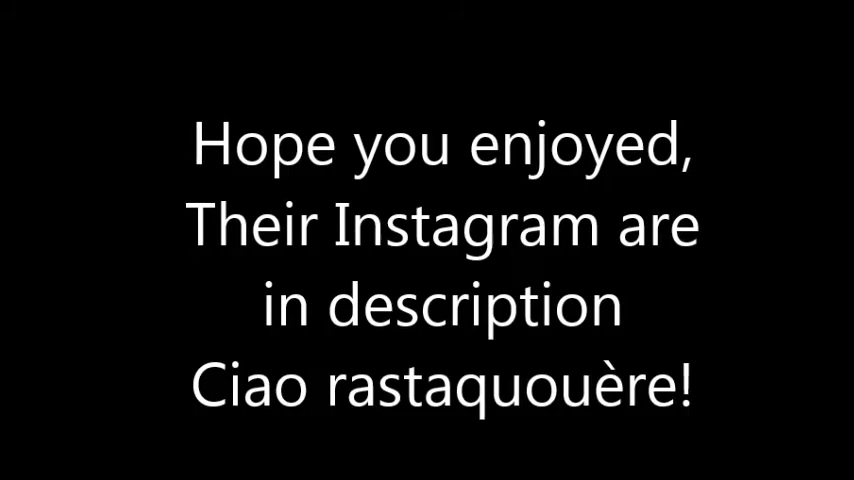 Hope you enjoyed,
Their Instagram are
in description
Ciao rastaquouère!